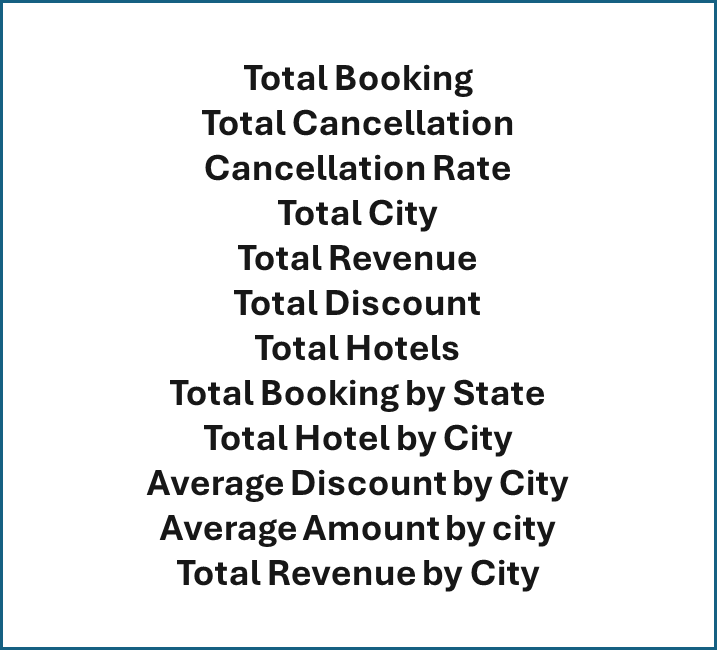 Total Booking
Total Cancellation
Cancellation Rate
Total City
Total Revenue
Total Discount
Total Hotels
Total Booking by State
Total Hotel by City
Average Discount by City
Average Amount by city
Total Revenue by City